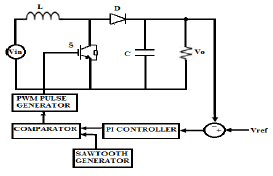 L
D
S
Vin
C
Vo
PWM PULSE
GENERATOR
COMPARATOR
PI CONTROLLER
Vref
SAWTOOTH
GENERATOR